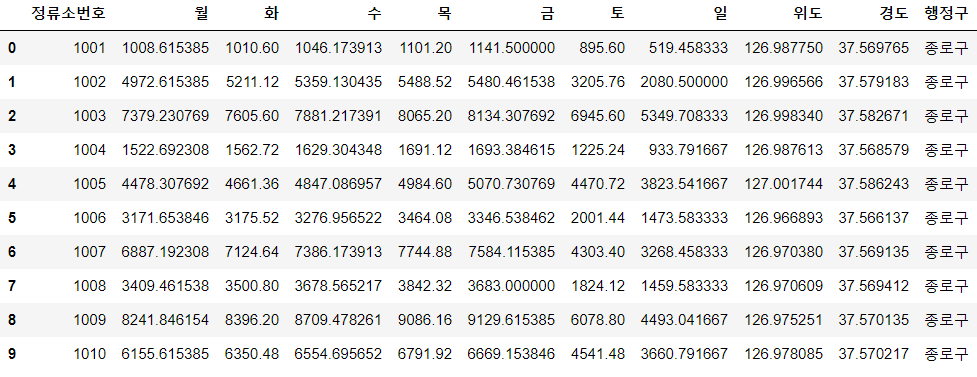 정류소번호 월 화 수 목 금 토 일 위도 경도 행정구
0 1001 1008.615385 1010.60 1046.173913 1101.20 1141.500000 895.60 519.458333 126.987750 37.569765 종로구
1 1002 4972.615385 5211.12 5359.130435 5488.52 5480.461538 3205.76 2080.500000 126.996566 37.579183 종로구
2 1003 7379.230769 7605.60 7881.217391 8065.20 8134.307692 6945.60 5349.708333 126.998340 37.582671 종로구
3 1004 1522.692308 1562.72 1629.304348 1691.12 1693.384615 1225.24 933.791667 126.987613 37.568579 종로구
4 1005 4478.307692 4661.36 4847.086957 4984.60 5070.730769 4470.72 3823.541667 127.001744 37.586243 종로구
5 1006 3171.653846 3175.52 3276.956522 3464.08 3346.538462 2001.44 1473.583333 126.966893 37.566137 종로구
6 1007 6887.192308 7124.64 7386.173913 7744.88 7584.115385 4303.40 3268.458333 126.970380 37.569135 종로구
7 1008 3409.461538 3500.80 3678.565217 3842.32 3683.000000 1824.12 1459.583333 126.970609 37.569412 종로구
8 1009 8241.846154 8396.20 8709.478261 9086.16 9129.615385 6078.80 4493.041667 126.975251 37.570135 종로구
9 1010 6155.615385 6350.48 6554.695652 6791.92 6669.153846 4541.48 3660.791667 126.978085 37.570217 종로구